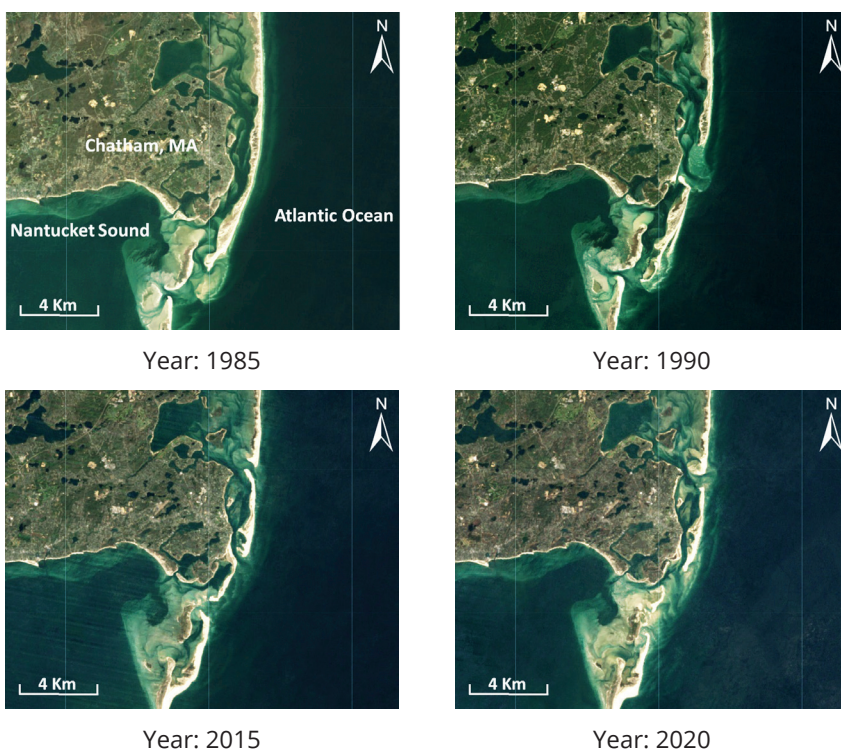 N
Chatham, MA
Atlantic Ocean
Nantucket Sound
4 Km
N
4 Km
Year: 1985
Year: 1990
N
4 Km
N
4 Km
Year: 2015
Year: 2020